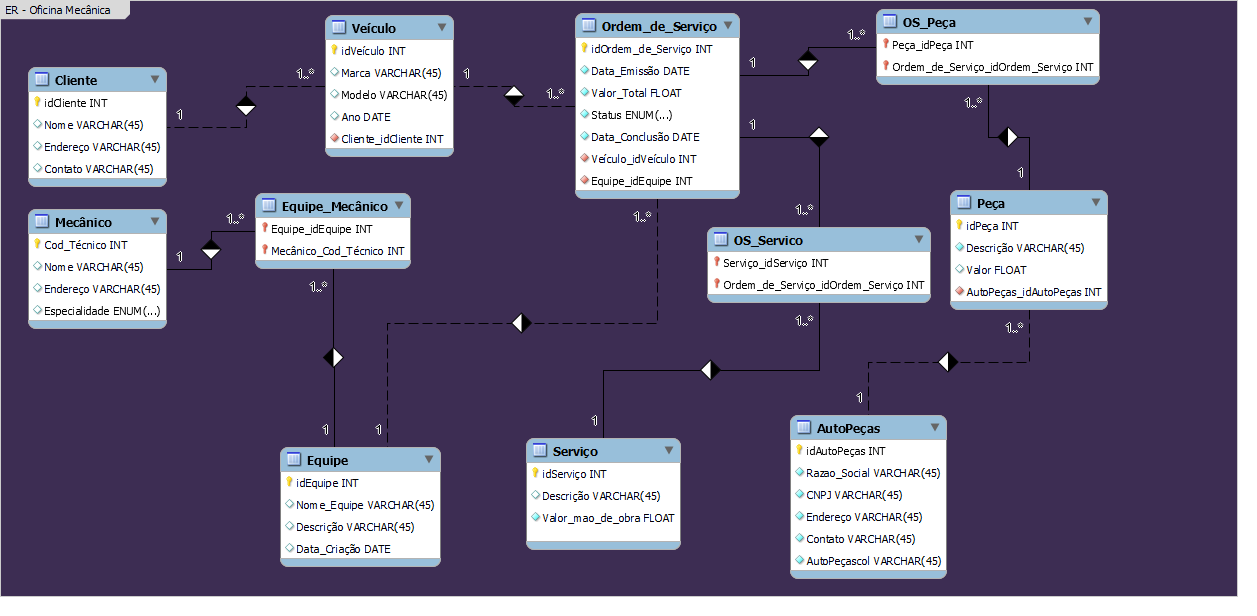 ER - Oficina Mecânica
Cliente
idCliente INT
Nome VARCHAR(45)
Endereço VARCHAR(45)
Contato VARCHAR(45)
1
1..*
Veículo
idVeículo INT
Marca VARCHAR(45)
Modelo VARCHAR(45)
Ano DATE
Cliente_idCliente INT
1
1..*
Ordem_de_Serviço
idOrdem_de_Serviço INT
Data_Emissão DATE
Valor_Total FLOAT
Status ENUM(...)
Data_Conclusão DATE
Veículo_idVeículo INT
Equipe_idEquipe INT
1
1..*
OS_Peça
Peça_idPeça INT
Ordem_de_Serviço_idOrdem_Serviço INT
1..*
1
1
1..*
Mecânico
Cod_Técnico INT
Nome VARCHAR(45)
Endereço VARCHAR(45)
Especialidade ENUM(...)
1
1..*
Equipe_Mecânico
Equipe_idEquipe INT
Mecânico_Cod_Técnico INT
1..*
1
1..*
1
OS_Servico
Serviço_idServiço INT
Ordem_de_Serviço_idOrdem_Serviço INT
1..*
1
Peça
idPeça INT
Descrição VARCHAR(45)
Valor FLOAT
AutoPeças_idAutoPeças INT
1..*
1
Equipe
idEquipe INT
Nome_Equipe VARCHAR(45)
Descrição VARCHAR(45)
Data_Criação DATE
Serviço
idServiço INT
Descrição VARCHAR(45)
Valor_mao_de_obra FLOAT
AutoPeças
idAutoPeças INT
Razao_Social VARCHAR(45)
CNPJ VARCHAR(45)
Endereço VARCHAR(45)
Contato VARCHAR(45)
AutoPeçascol VARCHAR(45)